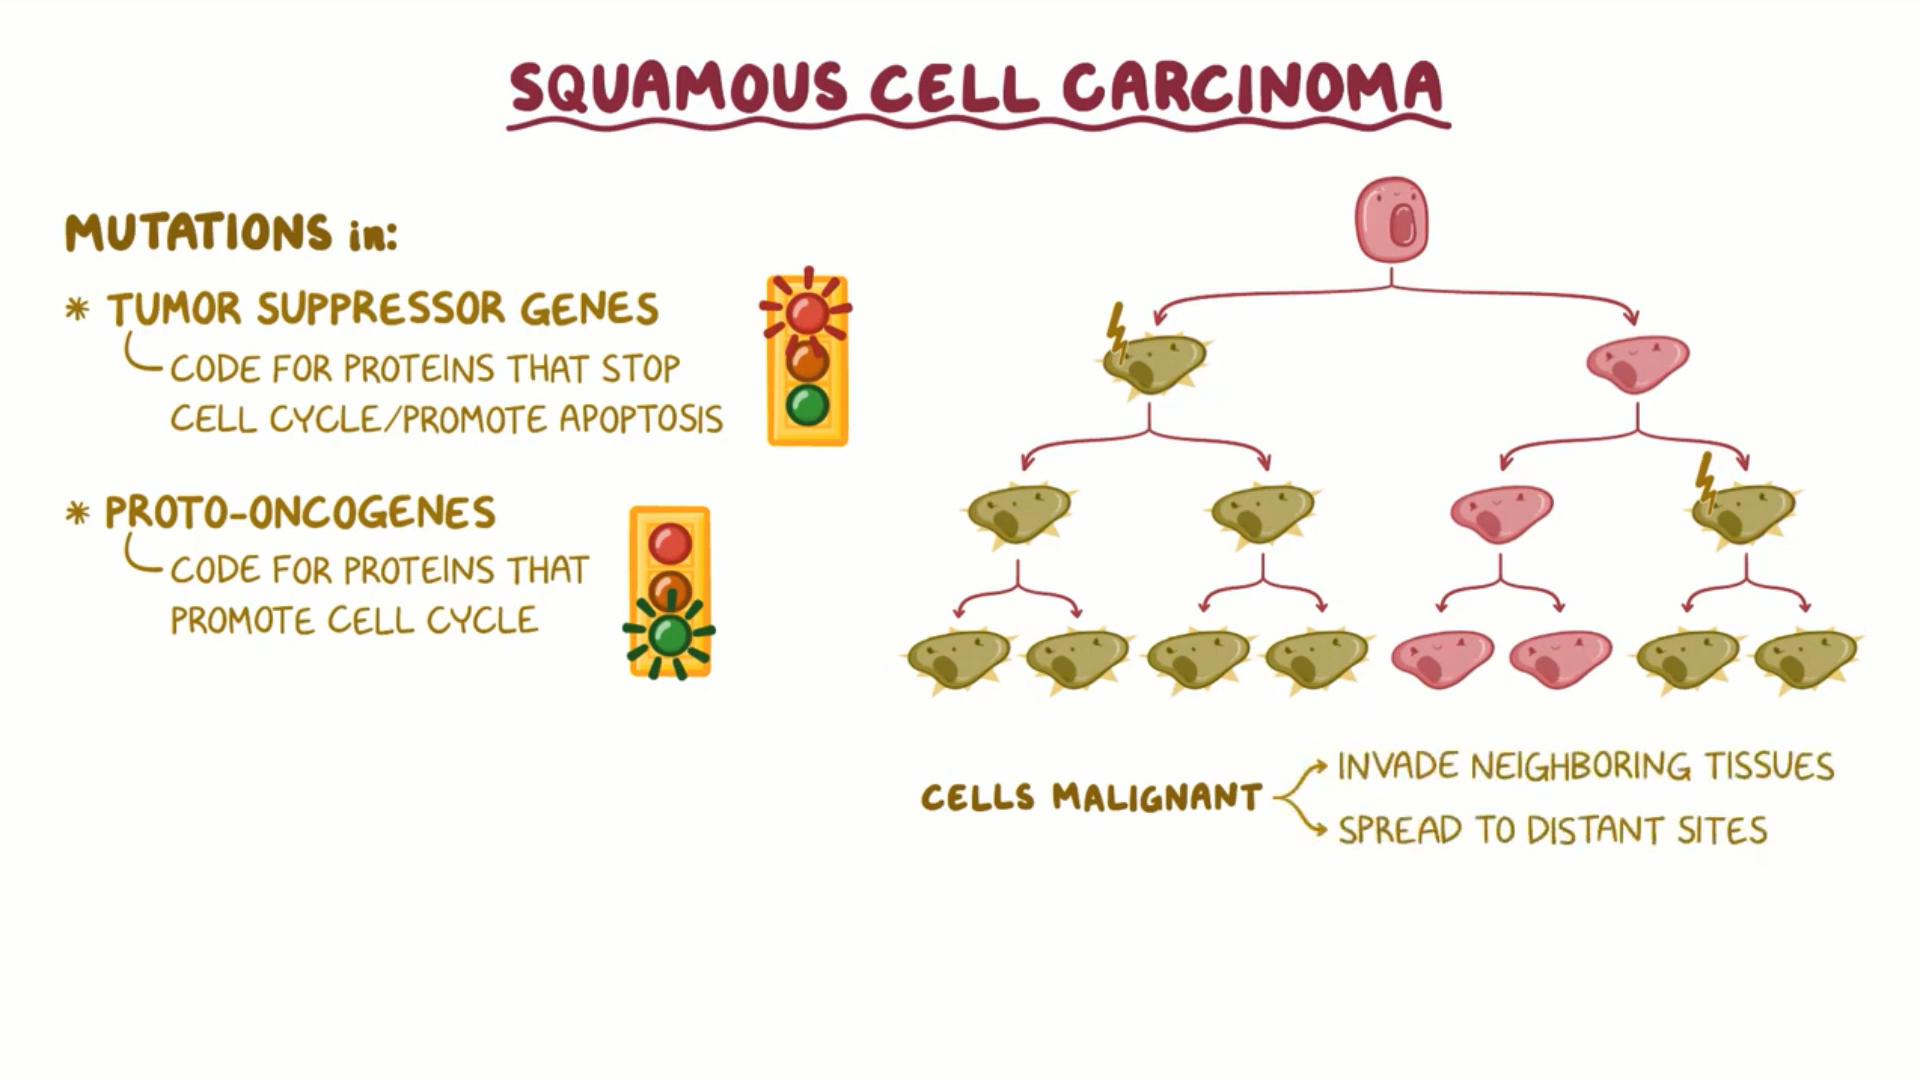 SQUAMOUS CELL CARCINOMA
MUTATIONS in:
* TUMOR SUPPRESSOR GENES
CODE FOR PROTEINS THAT STOP
CELL CYCLE/PROMOTE APOPTOSIS
* PROTO-ONCOGENES
CODE FOR PROTEINS THAT
PROMOTE CELL CYCLE
CELLS MALIGNANT
INVADE NEIGHBORING TISSUES
SPREAD TO DISTANT SITES